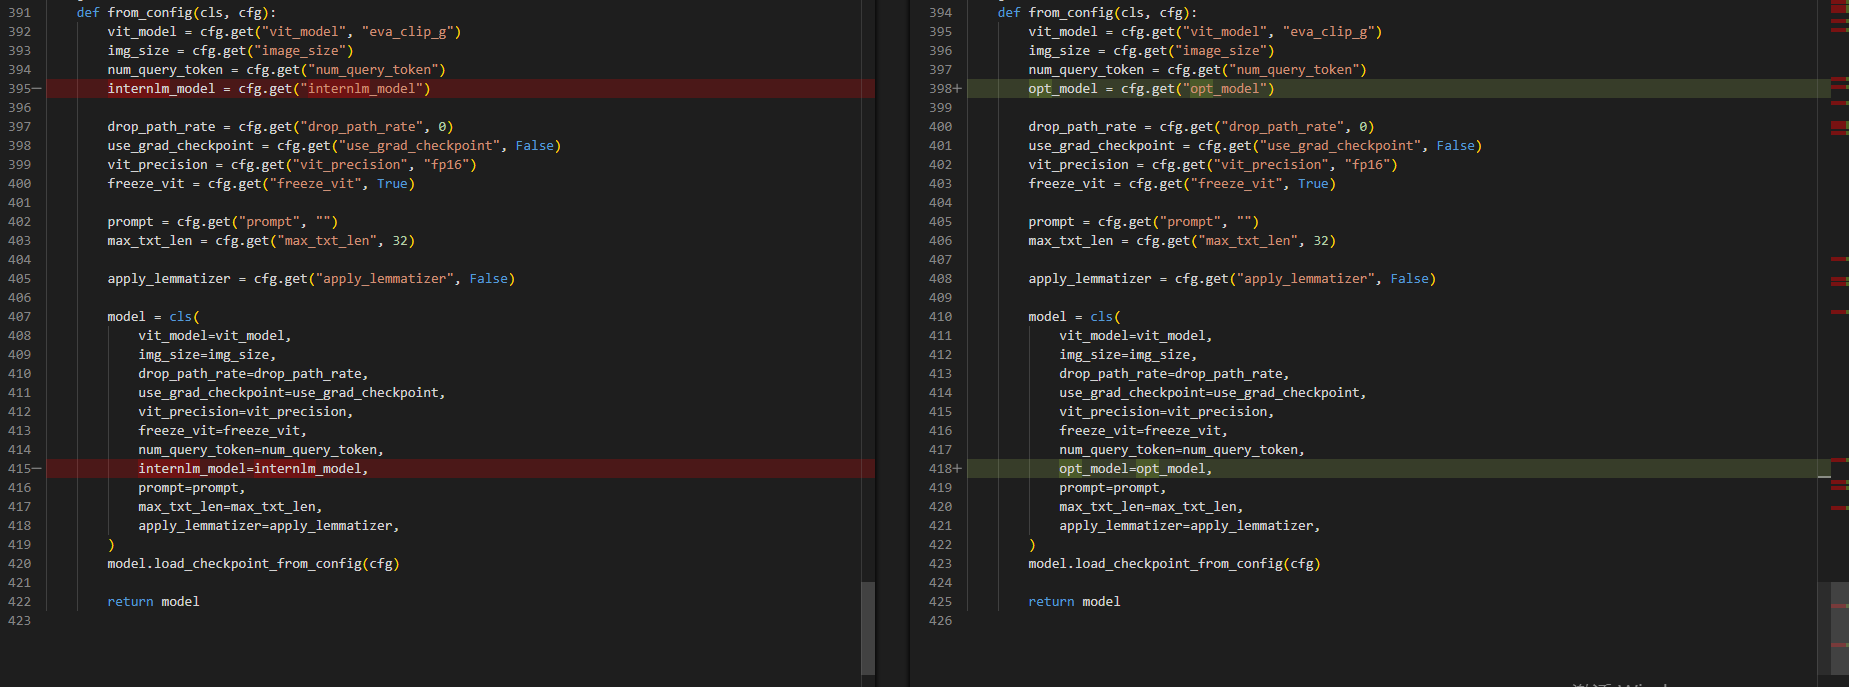 391 def from_config(cls, cfg):
392 vit_model = cfg.get("vit_model", "eva_clip_g")
393 img_size = cfg.get("image_size")
394 num_query_token = cfg.get("num_query_token")
395− internlm_model = cfg.get("internlm_model")
396
397 drop_path_rate = cfg.get("drop_path_rate", 0)
398 use_grad_checkpoint = cfg.get("use_grad_checkpoint", False)
399 vit_precision = cfg.get("vit_precision", "fp16")
400 freeze_vit = cfg.get("freeze_vit", True)
401
402 prompt = cfg.get("prompt", "")
403 max_txt_len = cfg.get("max_txt_len", 32)
404
405 apply_lemmatizer = cfg.get("apply_lemmatizer", False)
406
407 model = cls(
408 vit_model=vit_model,
409 img_size=img_size,
410 drop_path_rate=drop_path_rate,
411 use_grad_checkpoint=use_grad_checkpoint,
412 vit_precision=vit_precision,
413 freeze_vit=freeze_vit,
414 num_query_token=num_query_token,
415− internlm_model=internlm_model,
416 prompt=prompt,
417 max_txt_len=max_txt_len,
418 apply_lemmatizer=apply_lemmatizer,
419 )
420 model.load_checkpoint_from_config(cfg)
421
422 return model
423
394 def from_config(cls, cfg):
395 vit_model = cfg.get("vit_model", "eva_clip_g")
396 img_size = cfg.get("image_size")
397 num_query_token = cfg.get("num_query_token")
398+ opt_model = cfg.get("opt_model")
399
400 drop_path_rate = cfg.get("drop_path_rate", 0)
401 use_grad_checkpoint = cfg.get("use_grad_checkpoint", False)
402 vit_precision = cfg.get("vit_precision", "fp16")
403 freeze_vit = cfg.get("freeze_vit", True)
404
405 prompt = cfg.get("prompt", "")
406 max_txt_len = cfg.get("max_txt_len", 32)
407
408 apply_lemmatizer = cfg.get("apply_lemmatizer", False)
409
410 model = cls(
411 vit_model=vit_model,
412 img_size=img_size,
413 drop_path_rate=drop_path_rate,
414 use_grad_checkpoint=use_grad_checkpoint,
415 vit_precision=vit_precision,
416 freeze_vit=freeze_vit,
417 num_query_token=num_query_token,
418+ opt_model=opt_model,
419 prompt=prompt,
420 max_txt_len=max_txt_len,
421 apply_lemmatizer=apply_lemmatizer,
422 )
423 model.load_checkpoint_from_config(cfg)
424
425 return model
426